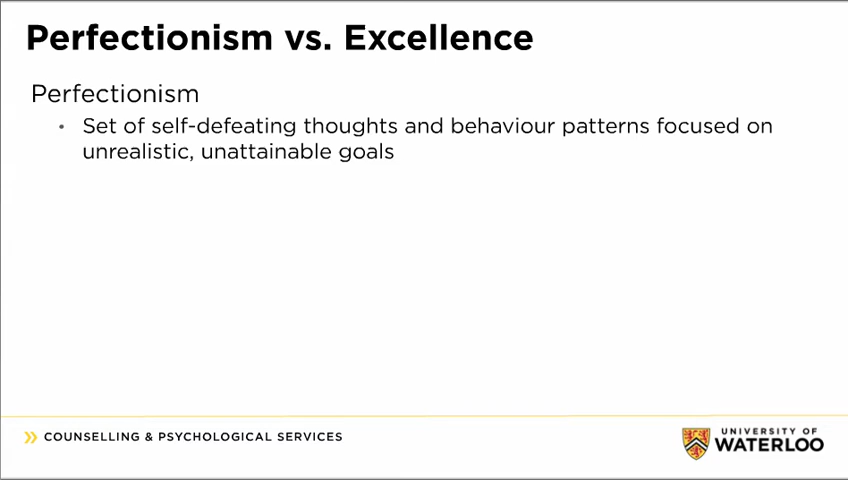 Perfectionism vs. Excellence
Perfectionism
• Set of self-defeating thoughts and behaviour patterns focused on
unrealistic, unattainable goals
COUNSELLING & PSYCHOLOGICAL SERVICES
UNIVERSITY OF
WATERLOO